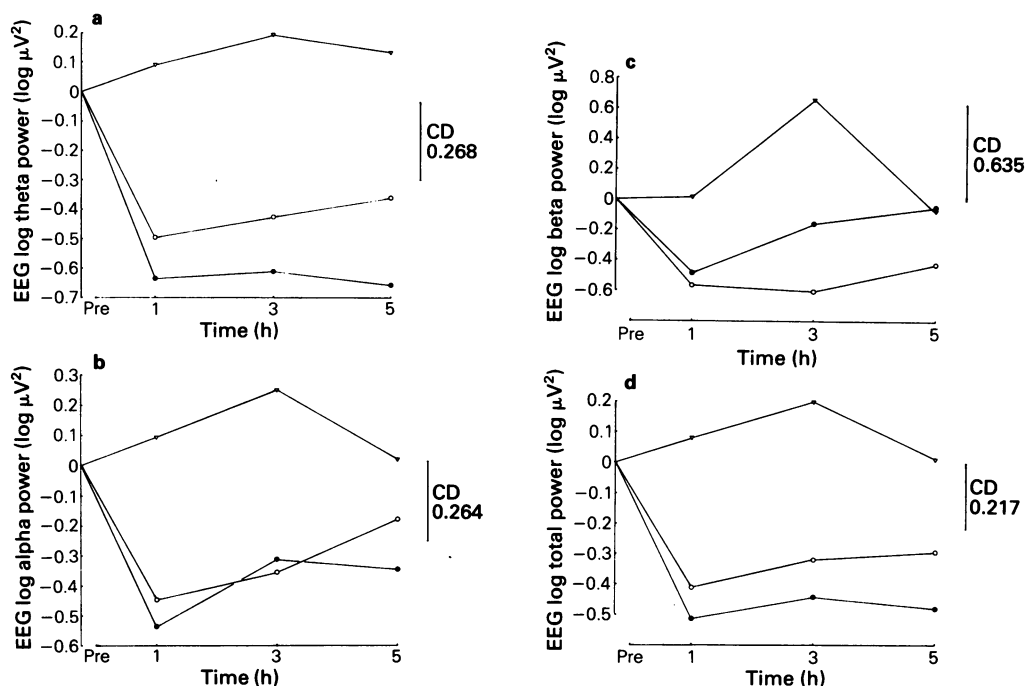 a
EEG log theta power (log μV²)
0.2
0.1
0
−0.1
−0.2
−0.3
−0.4
−0.5
−0.6
−0.7
Pre 1 3 5
Time (h)
CD
0.268
b
EEG log alpha power (log μV²)
0.3
0.2
0.1
0
−0.1
−0.2
−0.3
−0.4
−0.5
−0.6
Pre 1 3 5
Time (h)
CD
0.264
c
EEG log beta power (log μV²)
0.8
0.6
0.4
0.2
0
−0.2
−0.4
−0.6
Pre 1 3 5
Time (h)
CD
0.635
d
EEG log total power (log μV²)
0.2
0.1
0
−0.1
−0.2
−0.3
−0.4
−0.5
Pre 1 3 5
Time (h)
CD
0.217